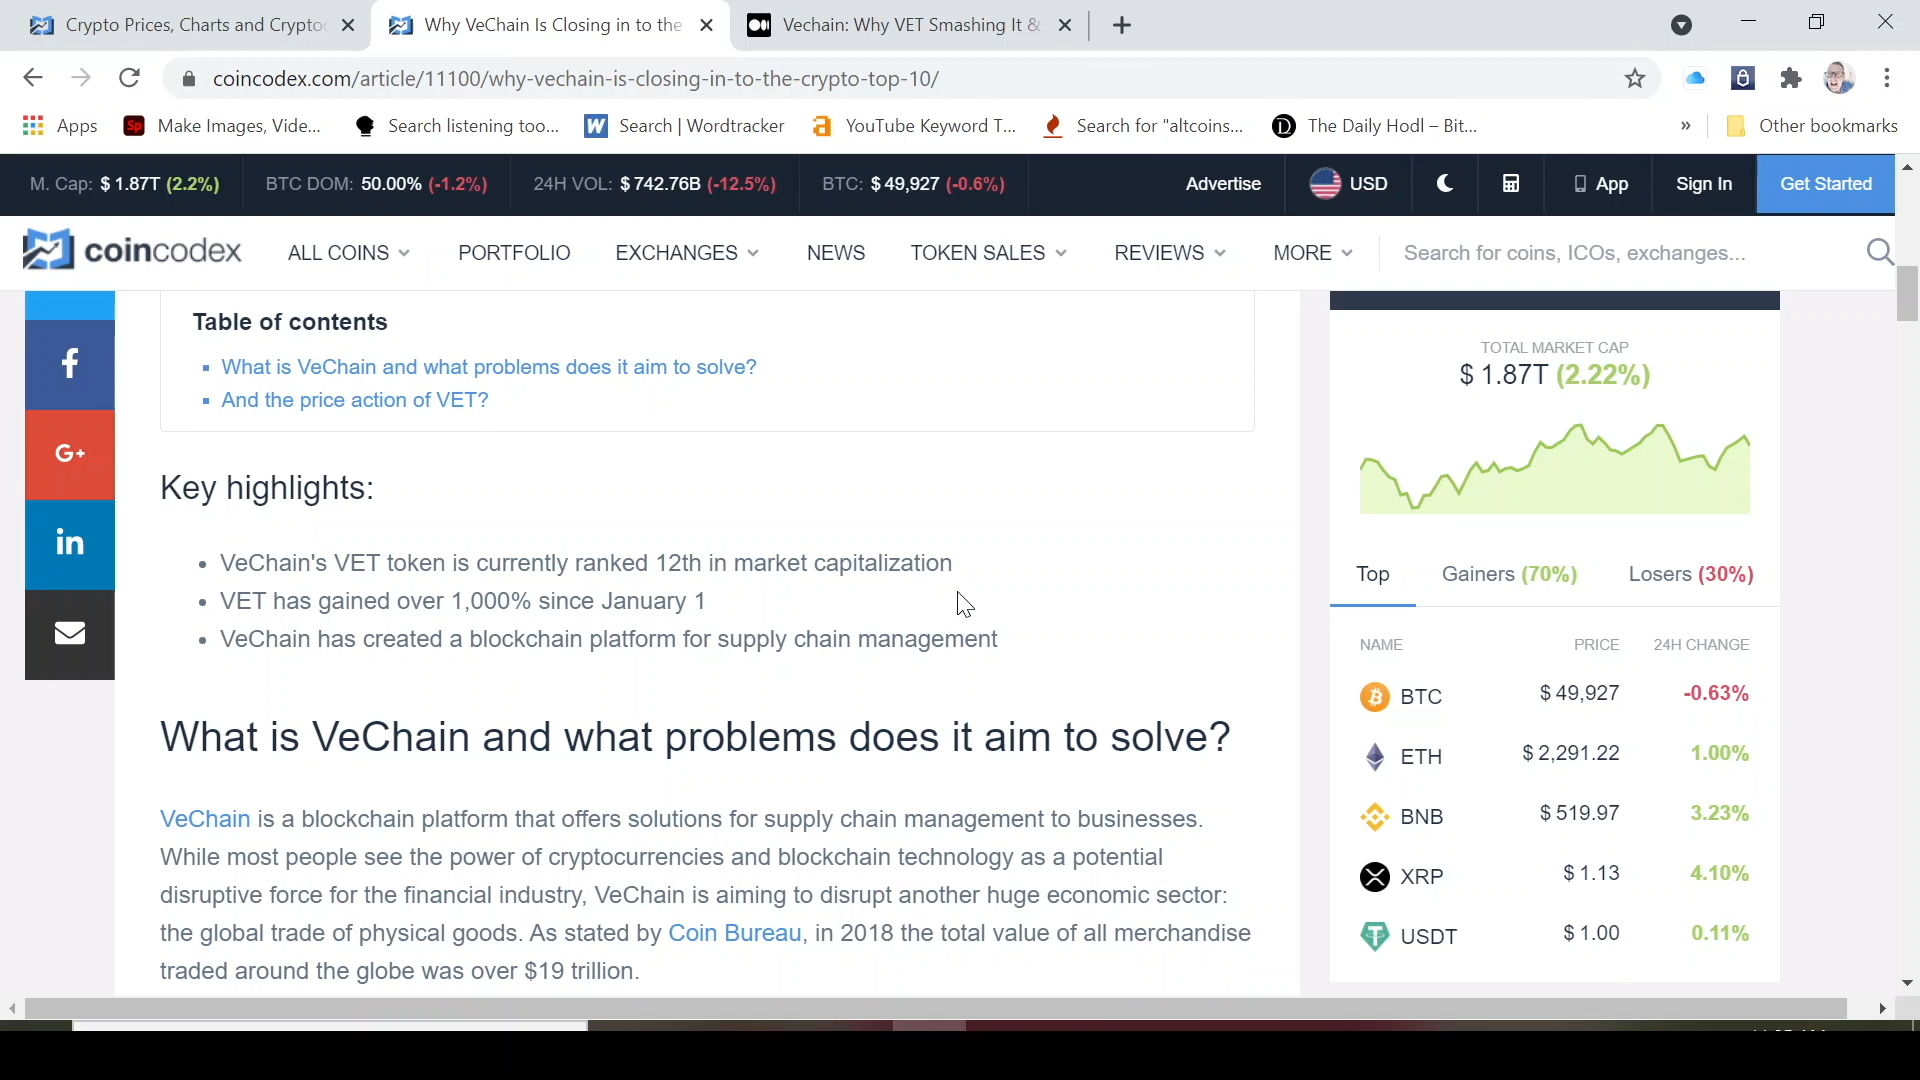 Crypto Prices, Charts and Crypto
Why VeChain Is Closing in to the
Vechain: Why VET Smashing It &
coincodex.com/article/11100/why-vechain-is-closing-in-to-the-crypto-top-10/
Apps
Sp
Make Images, Vide...
Search listening too...
W
Search | Wordtracker
a
YouTube Keyword T...
Search for "altcoins...
D
The Daily Hodl – Bit...
»
Other bookmarks
M. Cap: $ 1.87T (2.2%)
BTC DOM: 50.00% (-1.2%)
24H VOL: $ 742.76B (-12.5%)
BTC: $ 49,927 (-0.6%)
Advertise
USD
App
Sign In
Get Started
coincodex
ALL COINS
PORTFOLIO
EXCHANGES
NEWS
TOKEN SALES
REVIEWS
MORE
Search for coins, ICOs, exchanges...
f
G+
in
Table of contents
What is VeChain and what problems does it aim to solve?
And the price action of VET?
Key highlights:
VeChain's VET token is currently ranked 12th in market capitalization
VET has gained over 1,000% since January 1
VeChain has created a blockchain platform for supply chain management
What is VeChain and what problems does it aim to solve?
VeChain is a blockchain platform that offers solutions for supply chain management to businesses.
While most people see the power of cryptocurrencies and blockchain technology as a potential
disruptive force for the financial industry, VeChain is aiming to disrupt another huge economic sector:
the global trade of physical goods. As stated by Coin Bureau, in 2018 the total value of all merchandise
traded around the globe was over $19 trillion.
TOTAL MARKET CAP
$ 1.87T (2.22%)
Top
Gainers (70%)
Losers (30%)
NAME
PRICE
24H CHANGE
BTC
$ 49,927
-0.63%
ETH
$ 2,291.22
1.00%
BNB
$ 519.97
3.23%
XRP
$ 1.13
4.10%
USDT
$ 1.00
0.11%